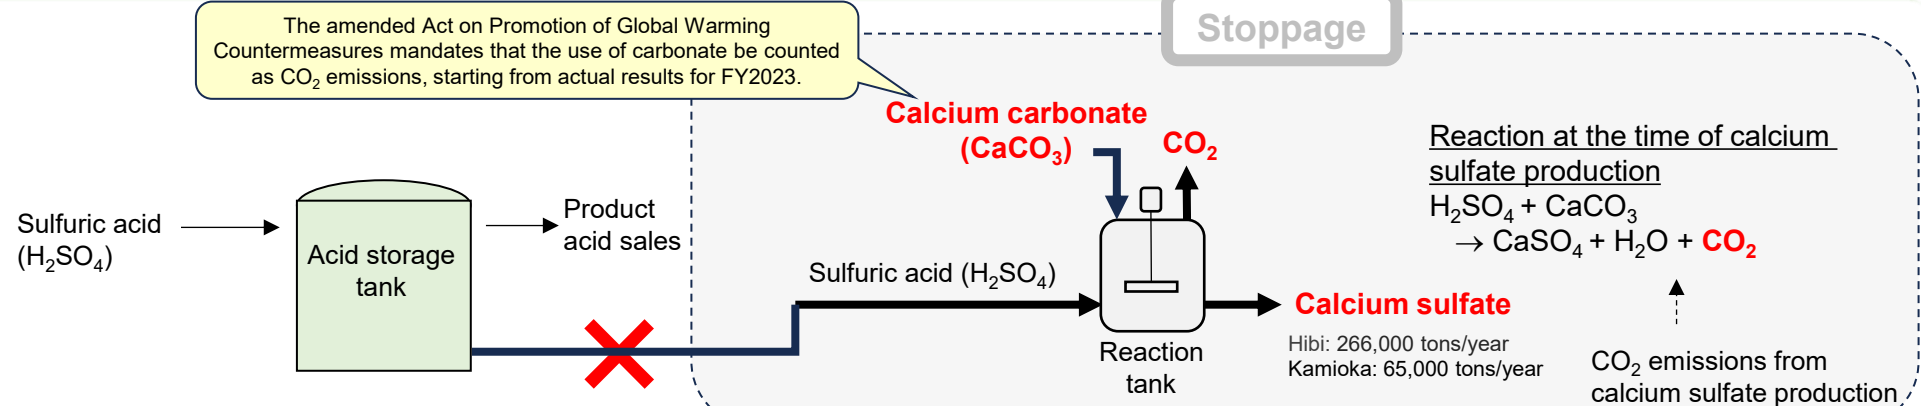 The amended Act on Promotion of Global Warming
Countermeasures mandates that the use of carbonate be counted
as CO₂ emissions, starting from actual results for FY2023.
Stoppage
Calcium carbonate
(CaCO₃)
CO₂
Reaction at the time of calcium
sulfate production
H₂SO₄ + CaCO₃
→ CaSO₄ + H₂O + CO₂
Sulfuric acid
(H₂SO₄)
Acid storage
tank
Product
acid sales
Sulfuric acid (H₂SO₄)
Reaction
tank
Calcium sulfate
Hibi: 266,000 tons/year
Kamioka: 65,000 tons/year
CO₂ emissions from
calcium sulfate production